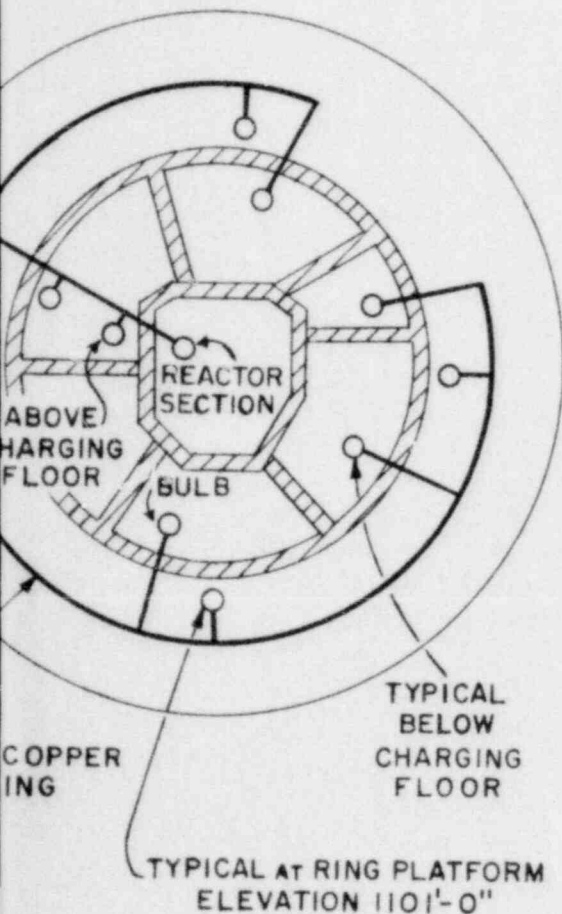 REACTOR
SECTION
ABOVE
HARGING
FLOOR
BULB
TYPICAL
BELOW
CHARGING
FLOOR
COPPER
ING
TYPICAL AT RING PLATFORM
ELEVATION 1101'-0"